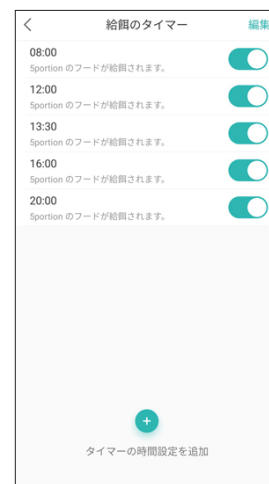 給餌のタイマー 編集
08:00
5portion のフードが給餌されます。
12:00
5portion のフードが給餌されます。
13:30
5portion のフードが給餌されます。
16:00
5portion のフードが給餌されます。
20:00
5portion のフードが給餌されます。
タイマーの時間設定を追加